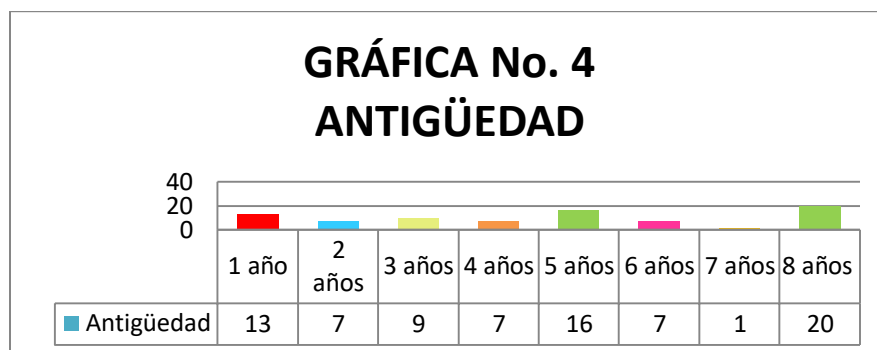 GRÁFICA No. 4
ANTIGÜEDAD
40
20
0
1 año 2 años 3 años 4 años 5 años 6 años 7 años 8 años
Antigüedad 13 7 9 7 16 7 1 20